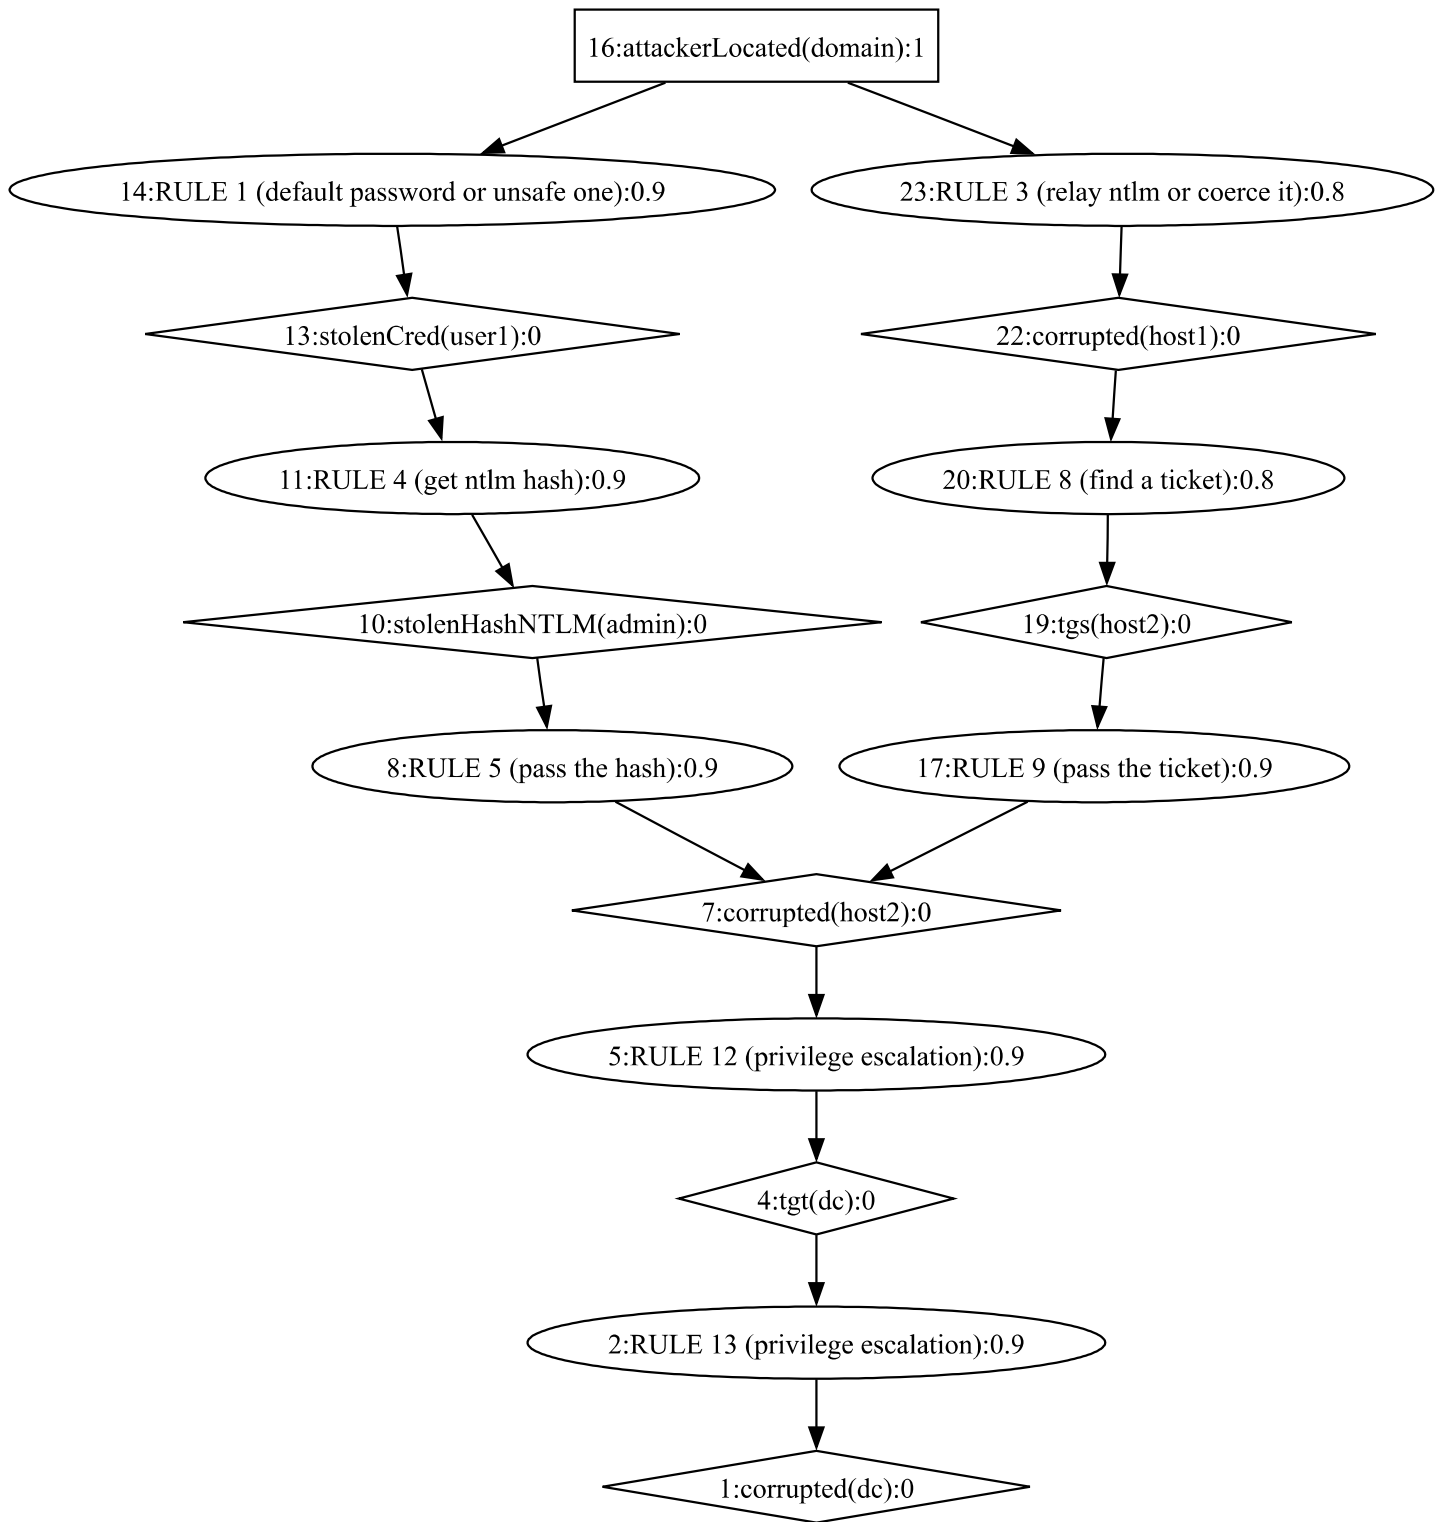 16:attackerLocated(domain):1
14:RULE 1 (default password or unsafe one):0.9
23:RULE 3 (relay ntlm or coerce it):0.8
13:stolenCred(user1):0
22:corrupted(host1):0
11:RULE 4 (get ntlm hash):0.9
20:RULE 8 (find a ticket):0.8
10:stolenHashNTLM(admin):0
19:tgs(host2):0
8:RULE 5 (pass the hash):0.9
17:RULE 9 (pass the ticket):0.9
7:corrupted(host2):0
5:RULE 12 (privilege escalation):0.9
4:tgt(dc):0
2:RULE 13 (privilege escalation):0.9
1:corrupted(dc):0